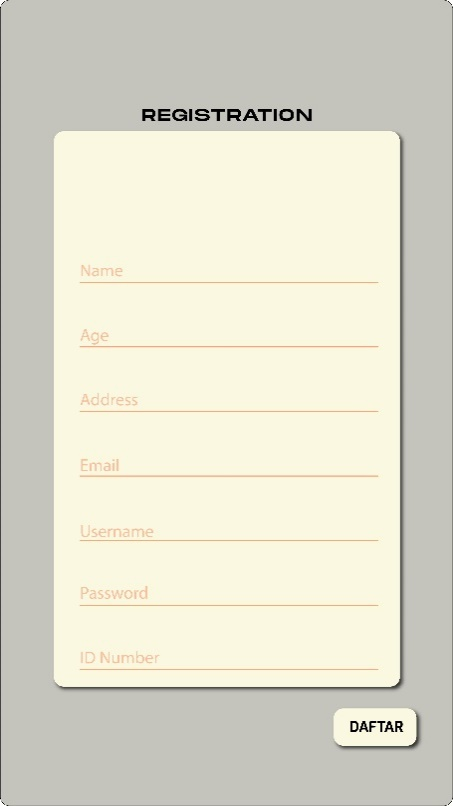 REGISTRATION
Name
Age
Address
Email
Username
Password
ID Number
DAFTAR